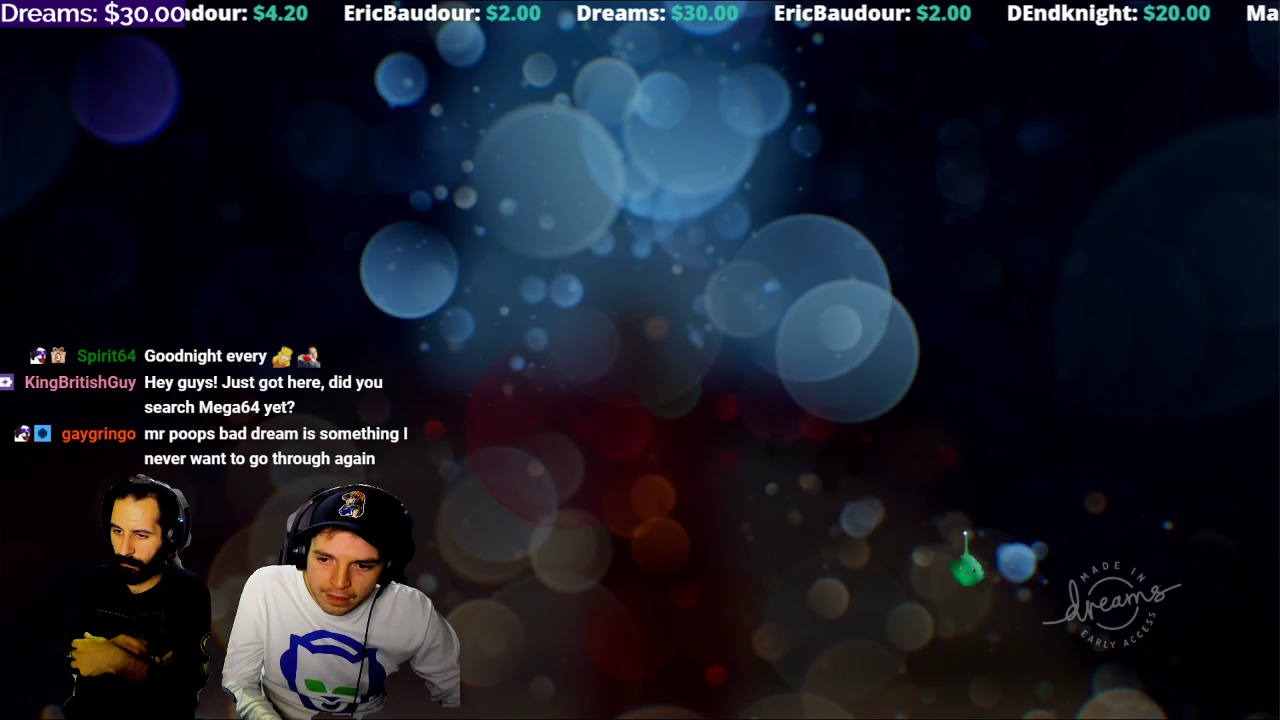 Dreams: $30.00
adour: $4.20 EricBaudour: $2.00 Dreams: $30.00 EricBaudour: $2.00 DEndknight: $20.00 Ma
Spirit64 Goodnight every
KingBritishGuy Hey guys! Just got here, did you
search Mega64 yet?
gaygringo mr poops bad dream is something I
never want to go through again
MADE IN
dreams
EARLY ACCESS